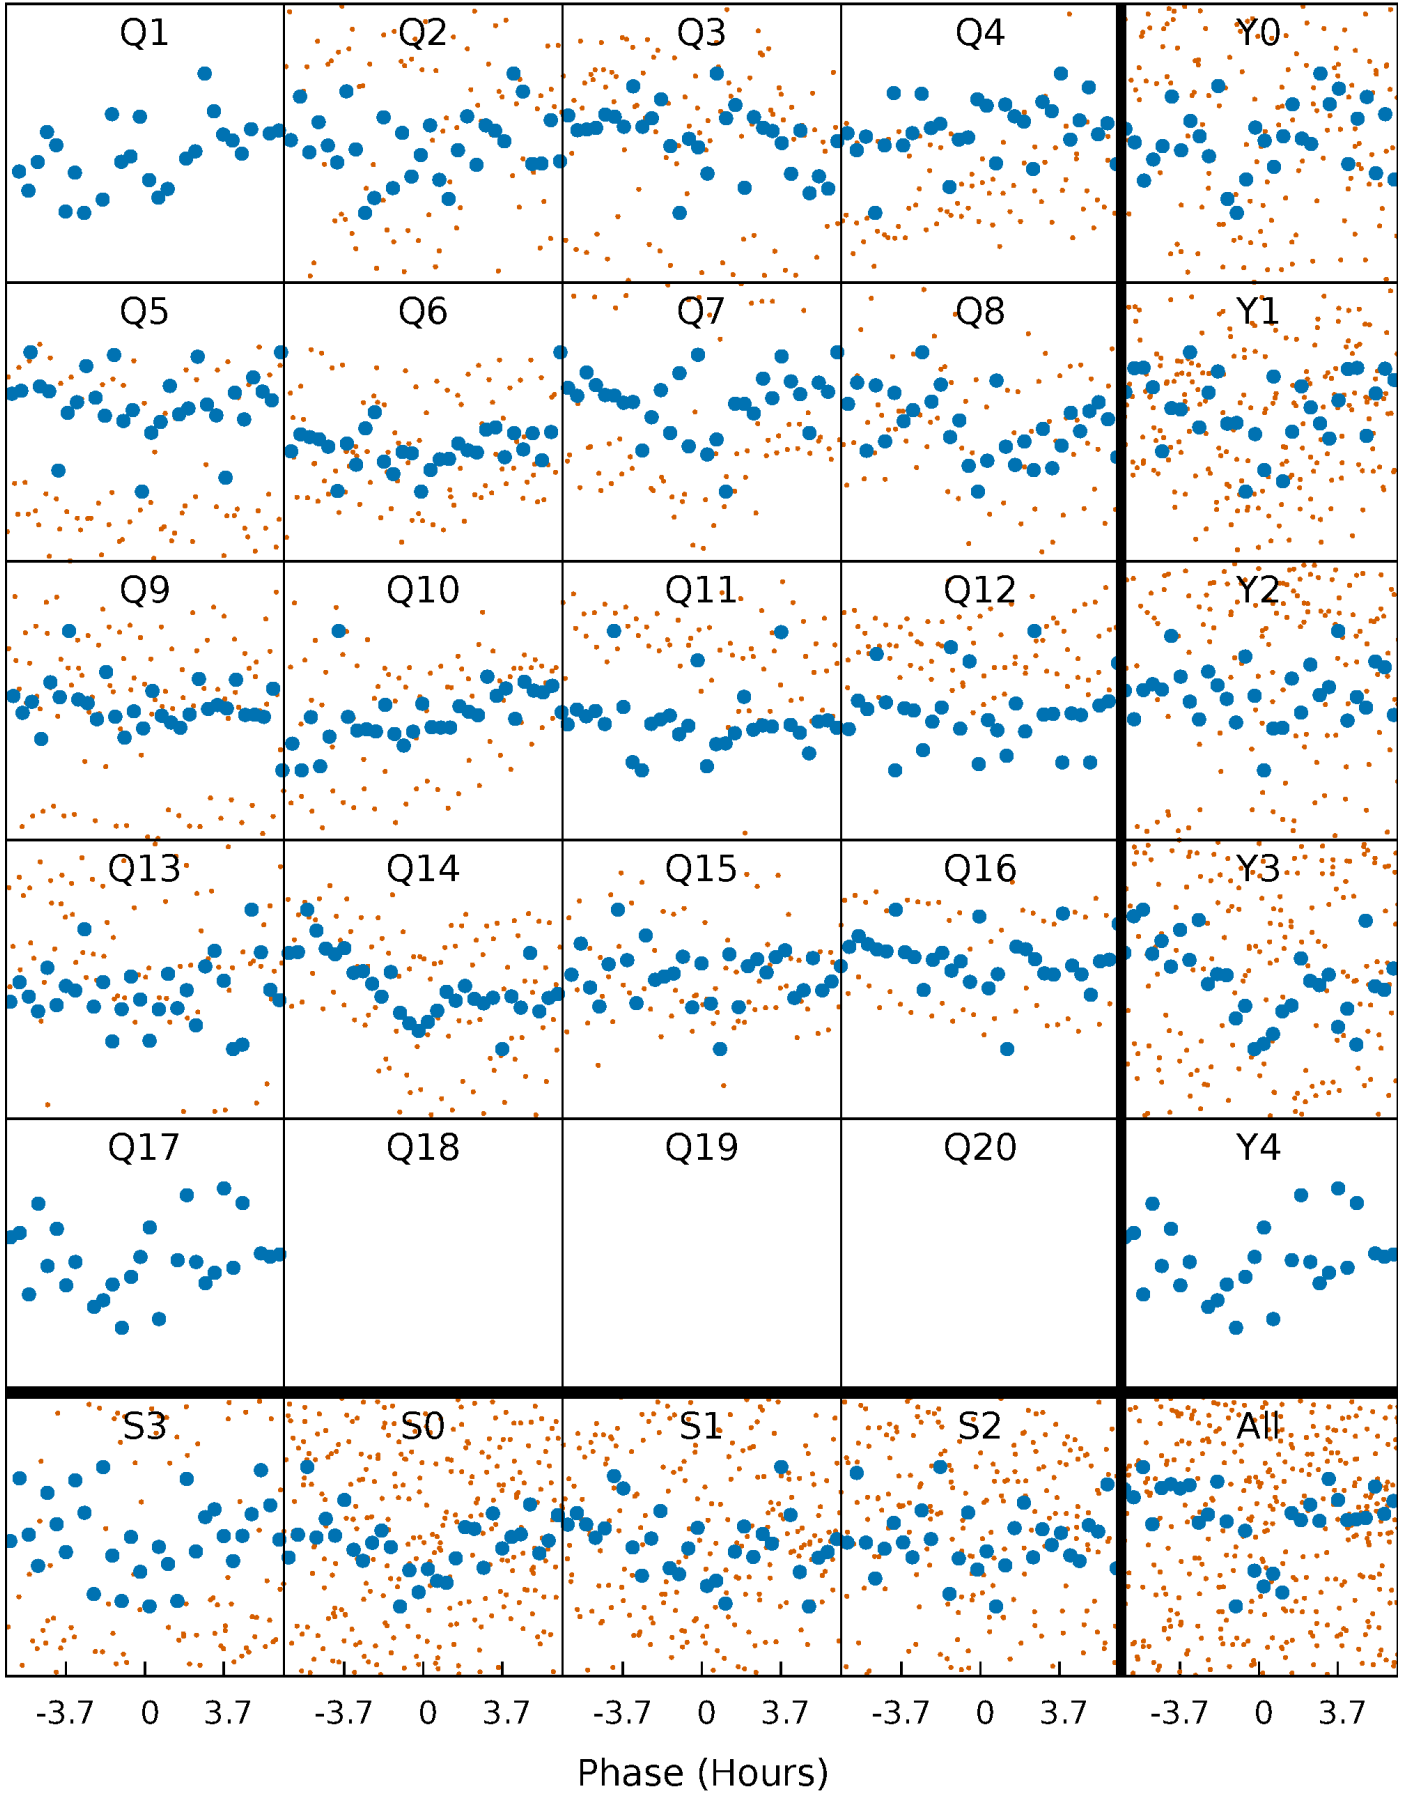 Q1 Q2 Q3 Q4 Y0
Q5 Q6 Q7 Q8 Y1
Q9 Q10 Q11 Q12 Y2
Q13 Q14 Q15 Q16 Y3
Q17 Q18 Q19 Q20 Y4
S3 S0 S1 S2 All
-3.7 0 3.7 -3.7 0 3.7 -3.7 0 3.7 -3.7 0 3.7 -3.7 0 3.7
Phase (Hours)